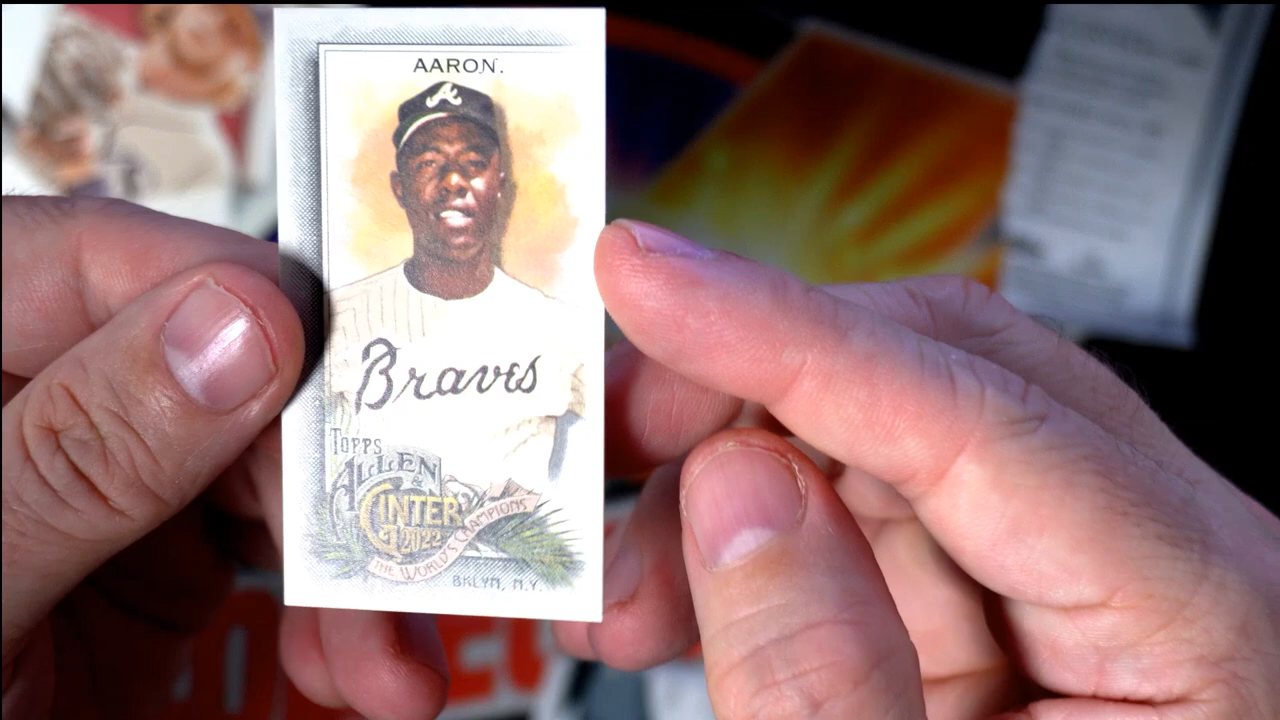 AARON.
A
Braves
TOPPS
ALLEN
&
GINTER
2022
THE WORLD'S CHAMPIONS
BKLYN, N.Y.